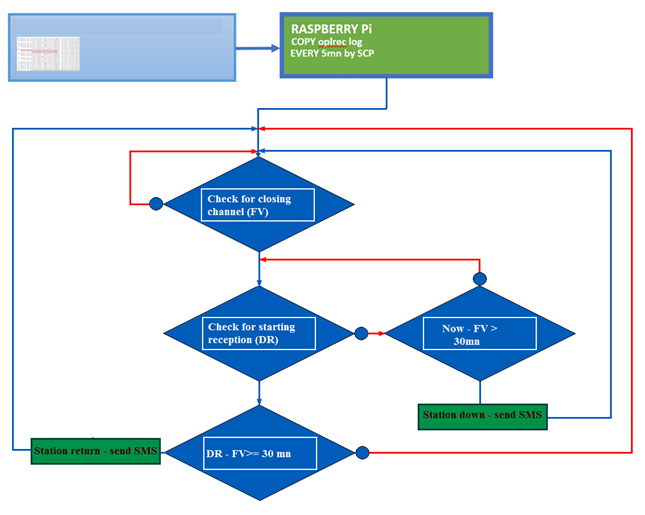 RASPBERRY Pi
COPY oplrec log
EVERY 5mn by SCP
Check for closing
channel (FV)
Check for starting
reception (DR)
Now - FV >
30mn
Station down - send SMS
Station return - send SMS
DR - FV>= 30 mn